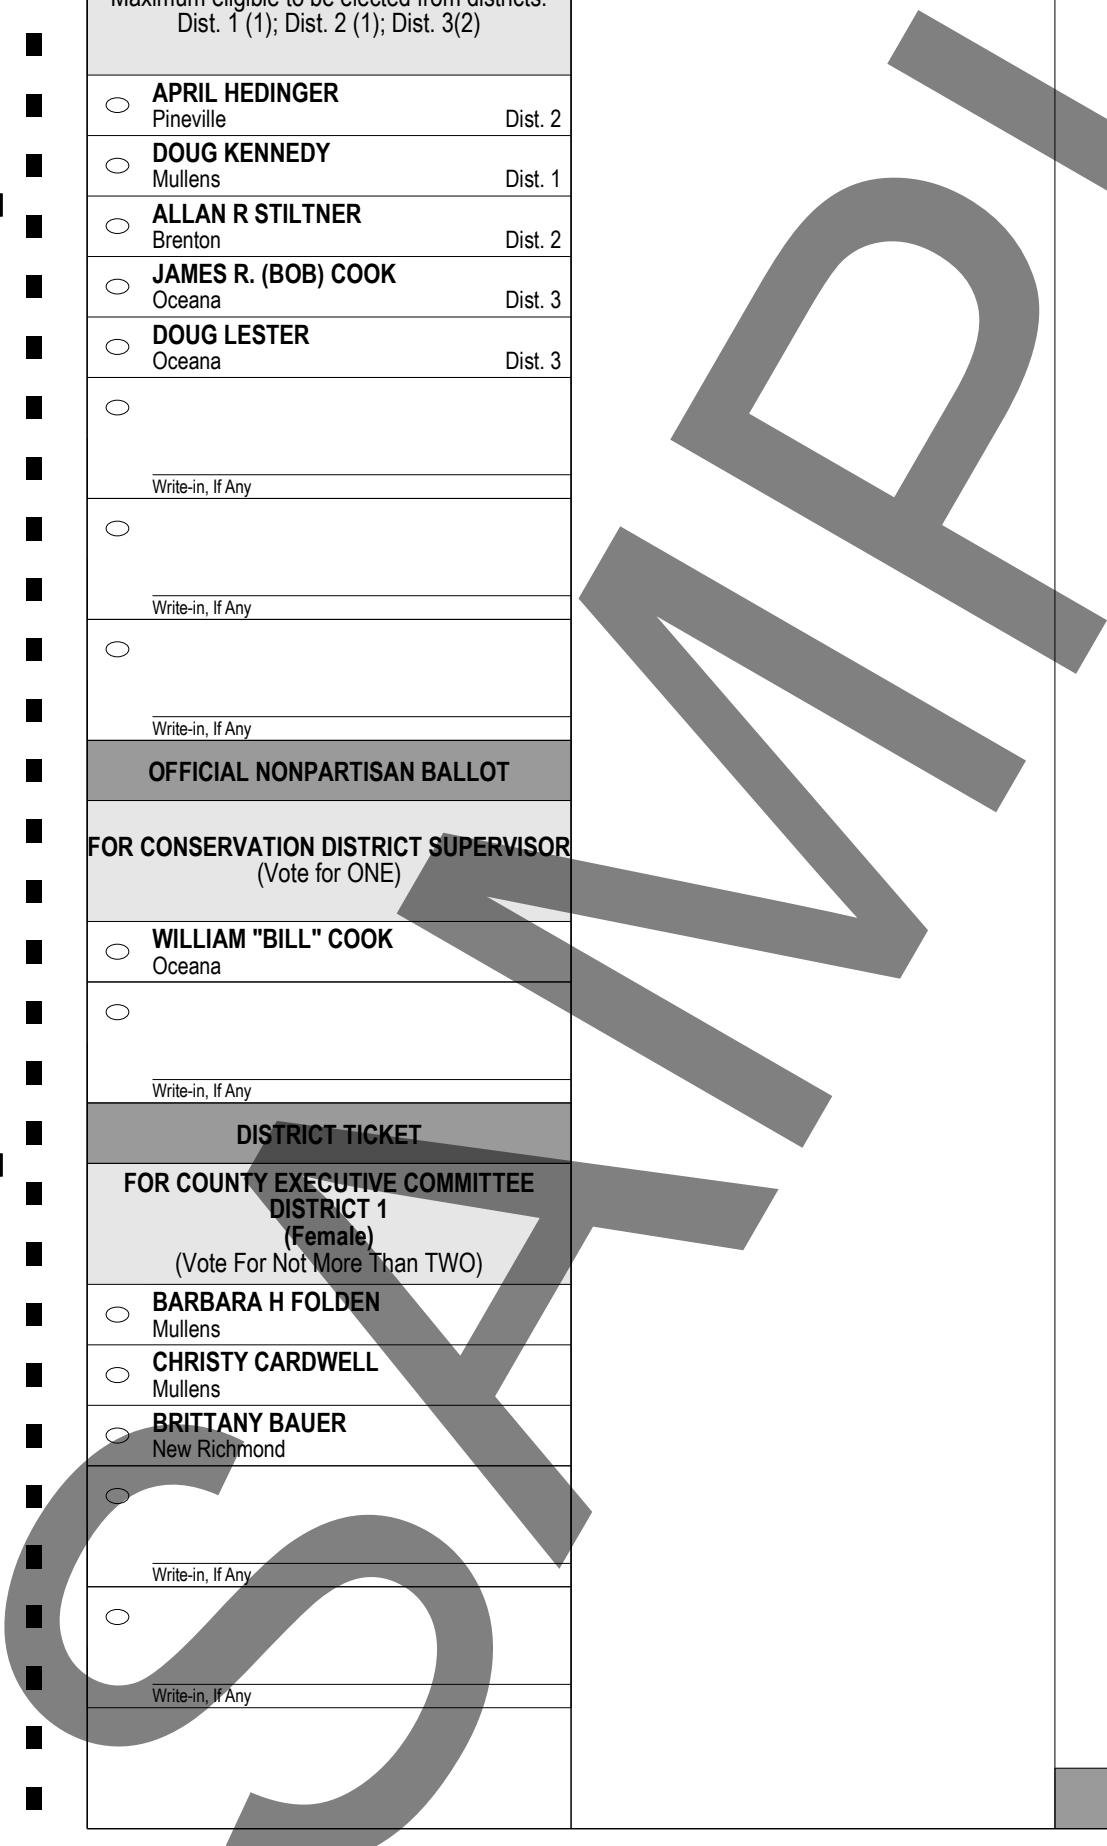 Maximum eligible to be elected from districts:
Dist. 1 (1); Dist. 2 (1); Dist. 3(2)
APRIL HEDINGER
Pineville Dist. 2
DOUG KENNEDY
Mullens Dist. 1
ALLAN R STILTNER
Brenton Dist. 2
JAMES R. (BOB) COOK
Oceana Dist. 3
DOUG LESTER
Oceana Dist. 3
Write-in, If Any
Write-in, If Any
Write-in, If Any
OFFICIAL NONPARTISAN BALLOT
FOR CONSERVATION DISTRICT SUPERVISOR
(Vote for ONE)
WILLIAM "BILL" COOK
Oceana
Write-in, If Any
DISTRICT TICKET
FOR COUNTY EXECUTIVE COMMITTEE
DISTRICT 1
(Female)
(Vote For Not More Than TWO)
BARBARA H FOLDEN
Mullens
CHRISTY CARDWELL
Mullens
BRITTANY BAUER
New Richmond
Write-in, If Any
Write-in, If Any